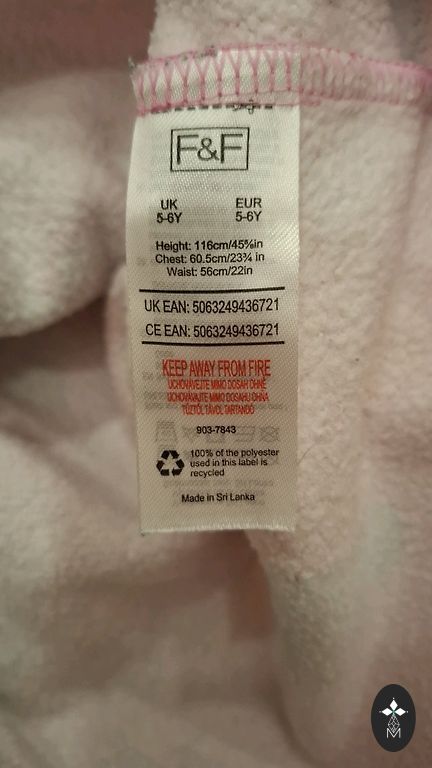 F&F
UK EUR
5-6Y 5-6Y
Height: 116cm/45⅝in
Chest: 60.5cm/23¾ in
Waist: 56cm/22in
UK EAN: 5063249436721
CE EAN: 5063249436721
KEEP AWAY FROM FIRE
UCHOVÁVEJTE MIMO DOSAH OHNĚ
UCHOVÁVAJTE MIMO DOSAHU OHŇA
TŰZTŐL TÁVOL TARTANDÓ
903-7843
100% of the polyester
used in this label is
recycled
Made in Sri Lanka
M